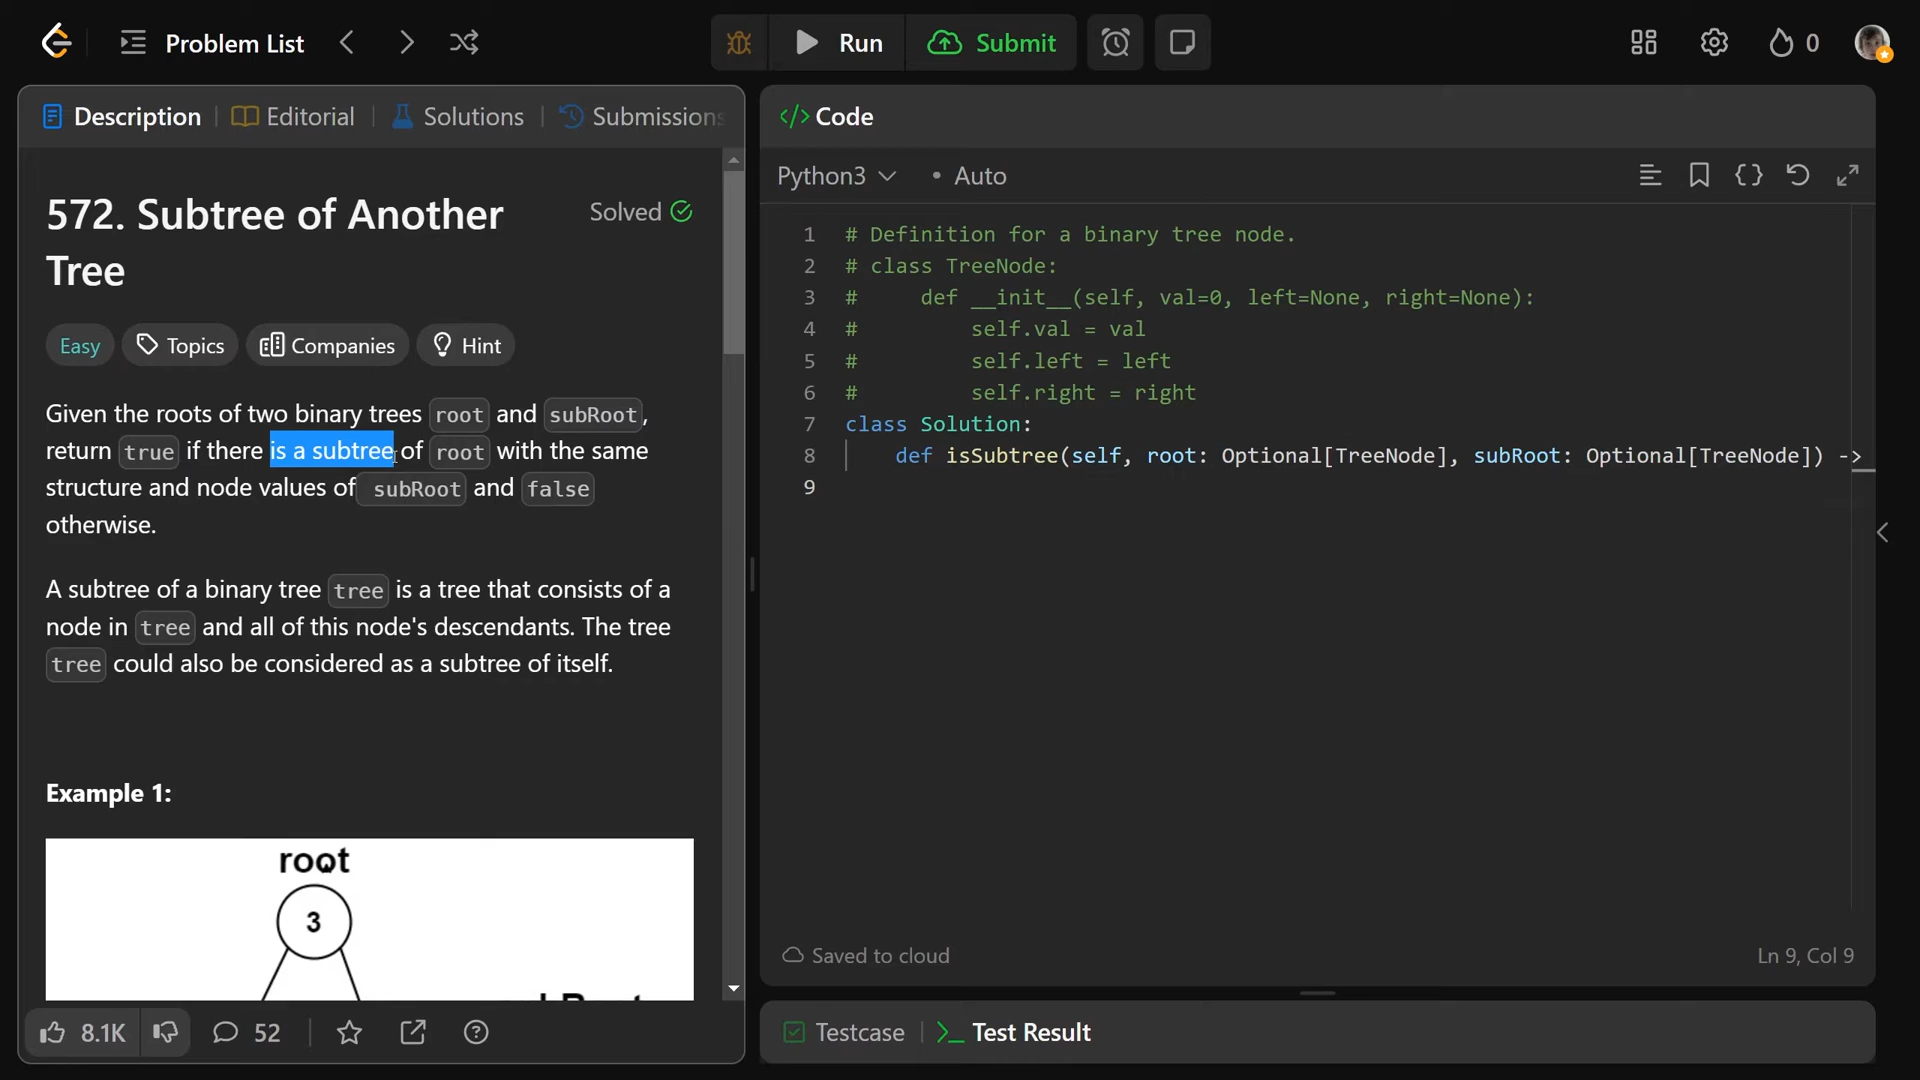 Problem List
Run
Submit
0
Description
Editorial
Solutions
Submissions
572. Subtree of Another
Tree
Solved
Easy
Topics
Companies
Hint
Given the roots of two binary trees root and subRoot,
return true if there is a subtree of root with the same
structure and node values of subRoot and false
otherwise.
A subtree of a binary tree tree is a tree that consists of a
node in tree and all of this node's descendants. The tree
tree could also be considered as a subtree of itself.
Example 1:
root
3
8.1K
52
</> Code
Python3
• Auto
1 # Definition for a binary tree node.
2 # class TreeNode:
3 #     def __init__(self, val=0, left=None, right=None):
4 #         self.val = val
5 #         self.left = left
6 #         self.right = right
7 class Solution:
8     def isSubtree(self, root: Optional[TreeNode], subRoot: Optional[TreeNode]) ->
9
Saved to cloud
Ln 9, Col 9
Testcase
Test Result